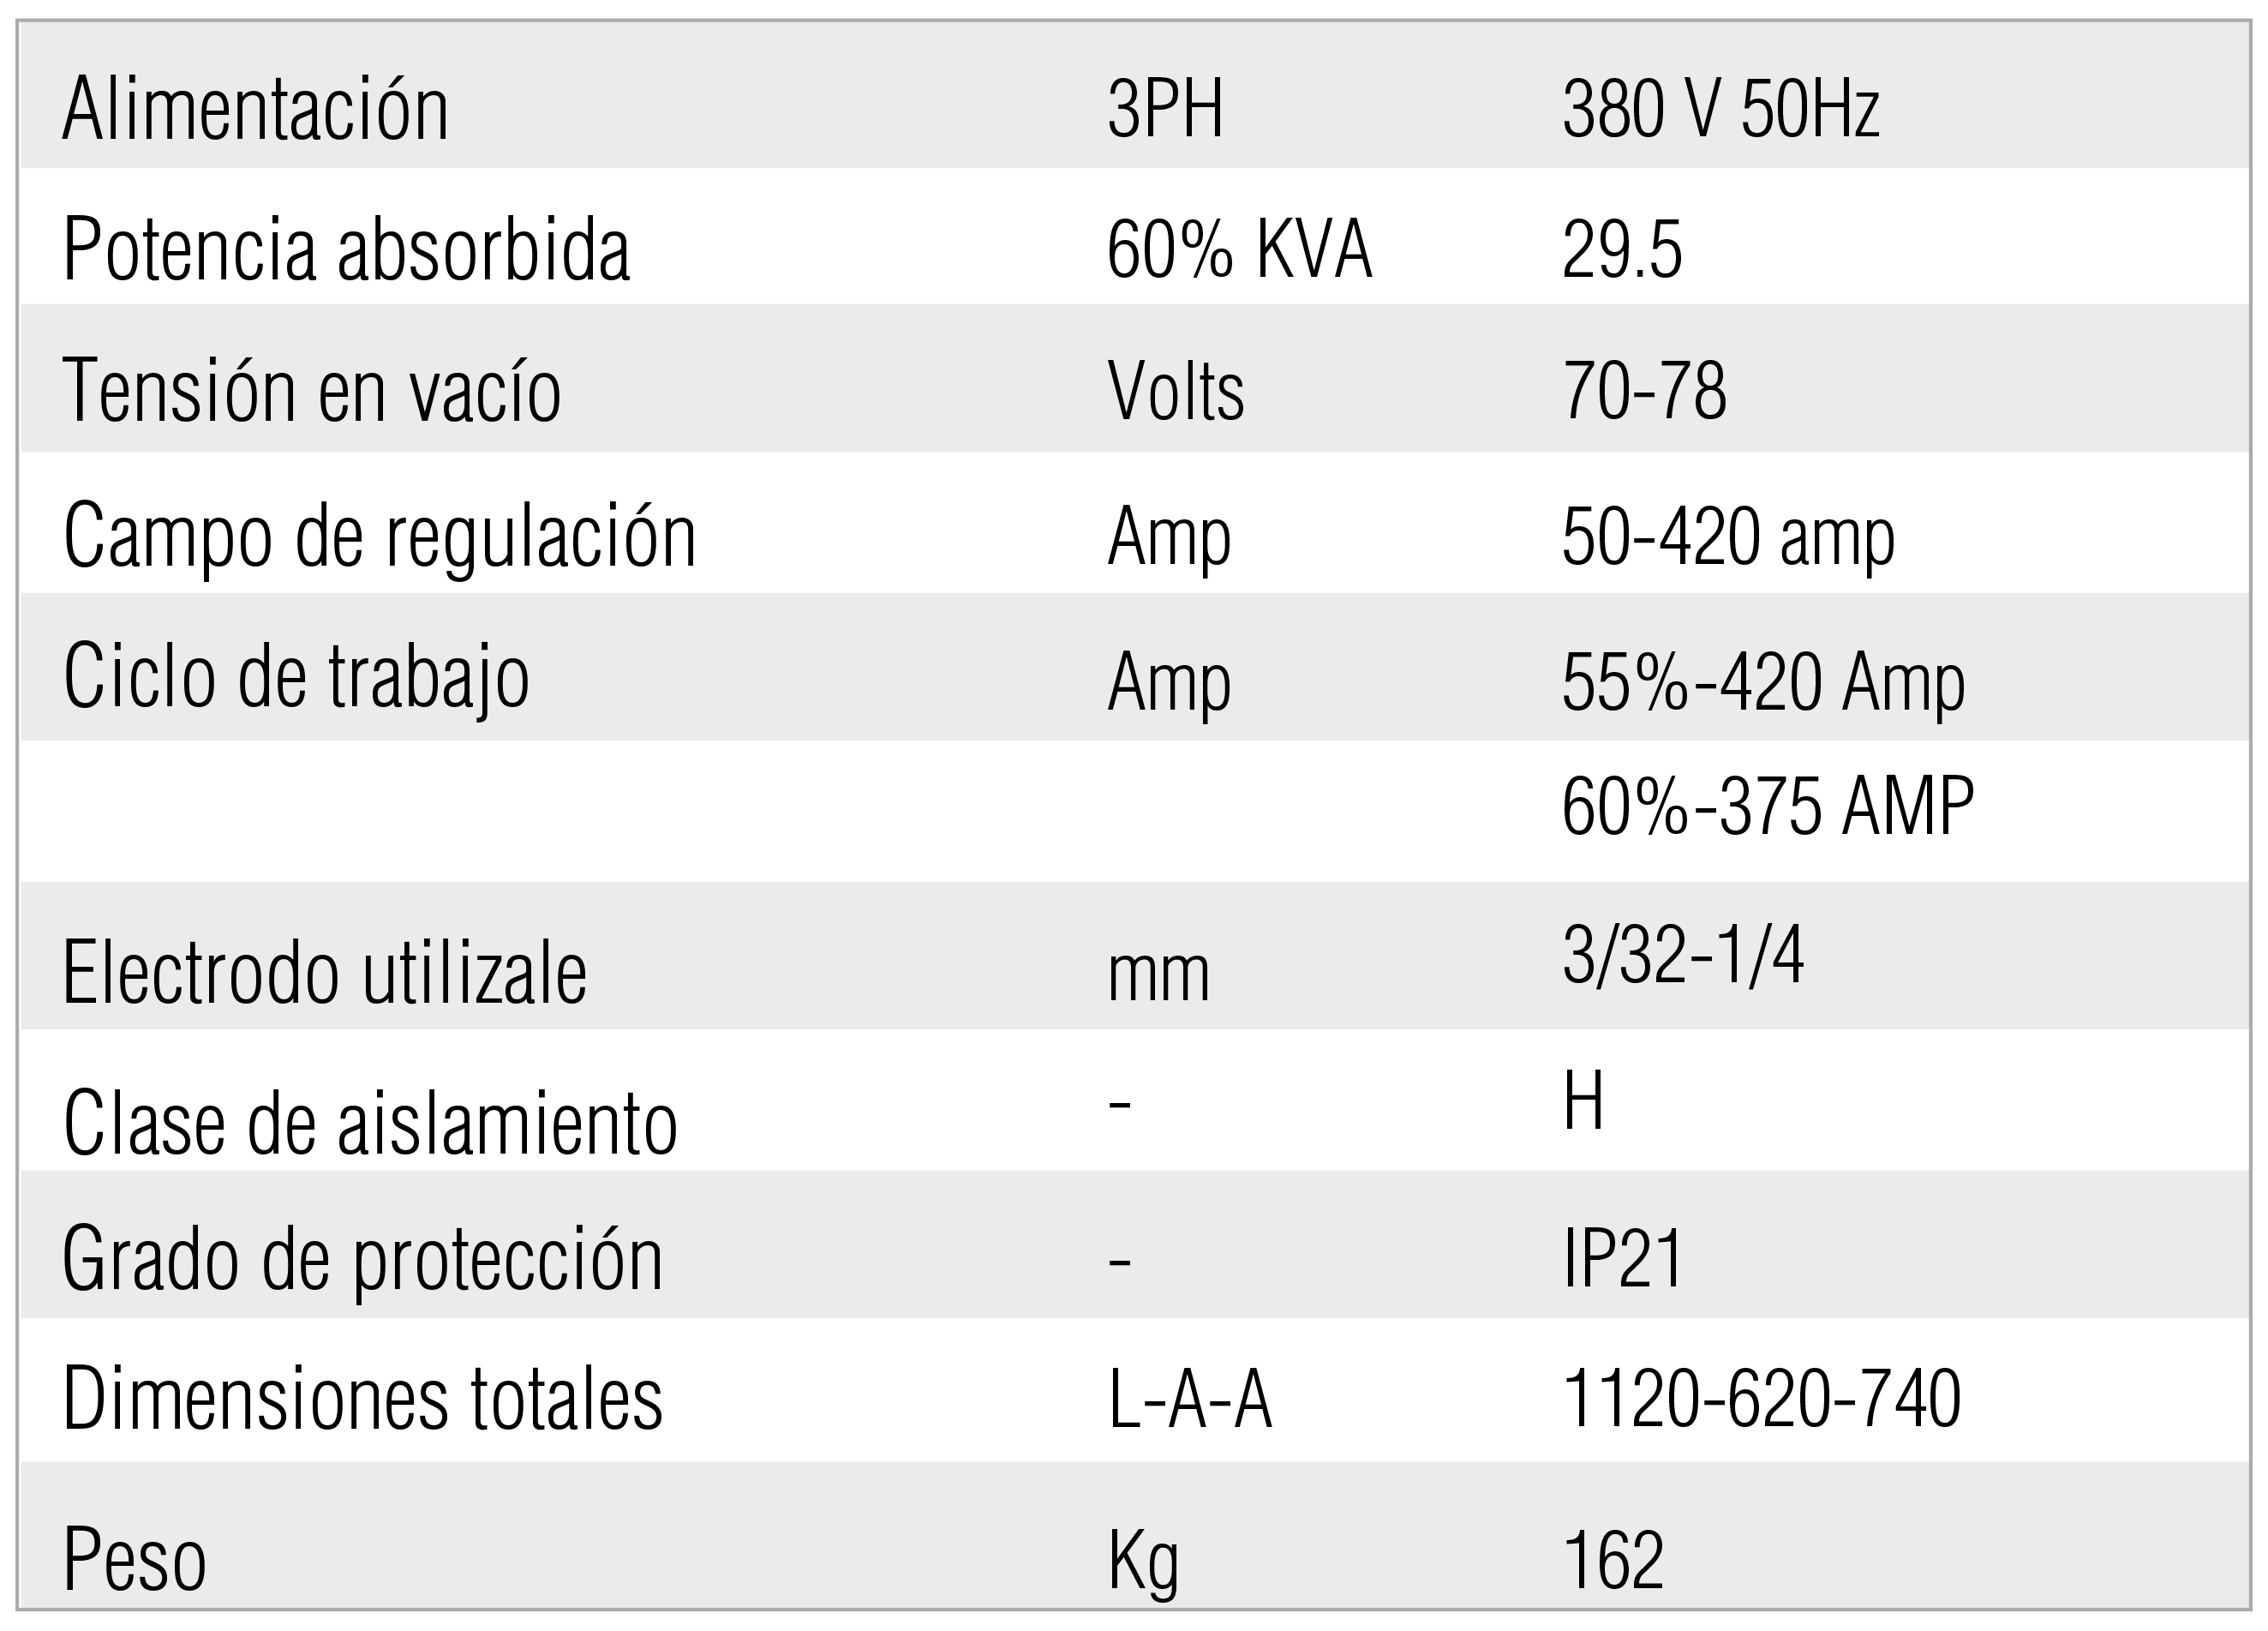 Alimentación 3PH 380 V 50Hz
Potencia absorbida 60% KVA 29.5
Tensión en vacío Volts 70-78
Campo de regulación Amp 50-420 amp
Ciclo de trabajo Amp 55%-420 Amp
60%-375 AMP
Electrodo utilizale mm 3/32-1/4
Clase de aislamiento - H
Grado de protección - IP21
Dimensiones totales L-A-A 1120-620-740
Peso Kg 162